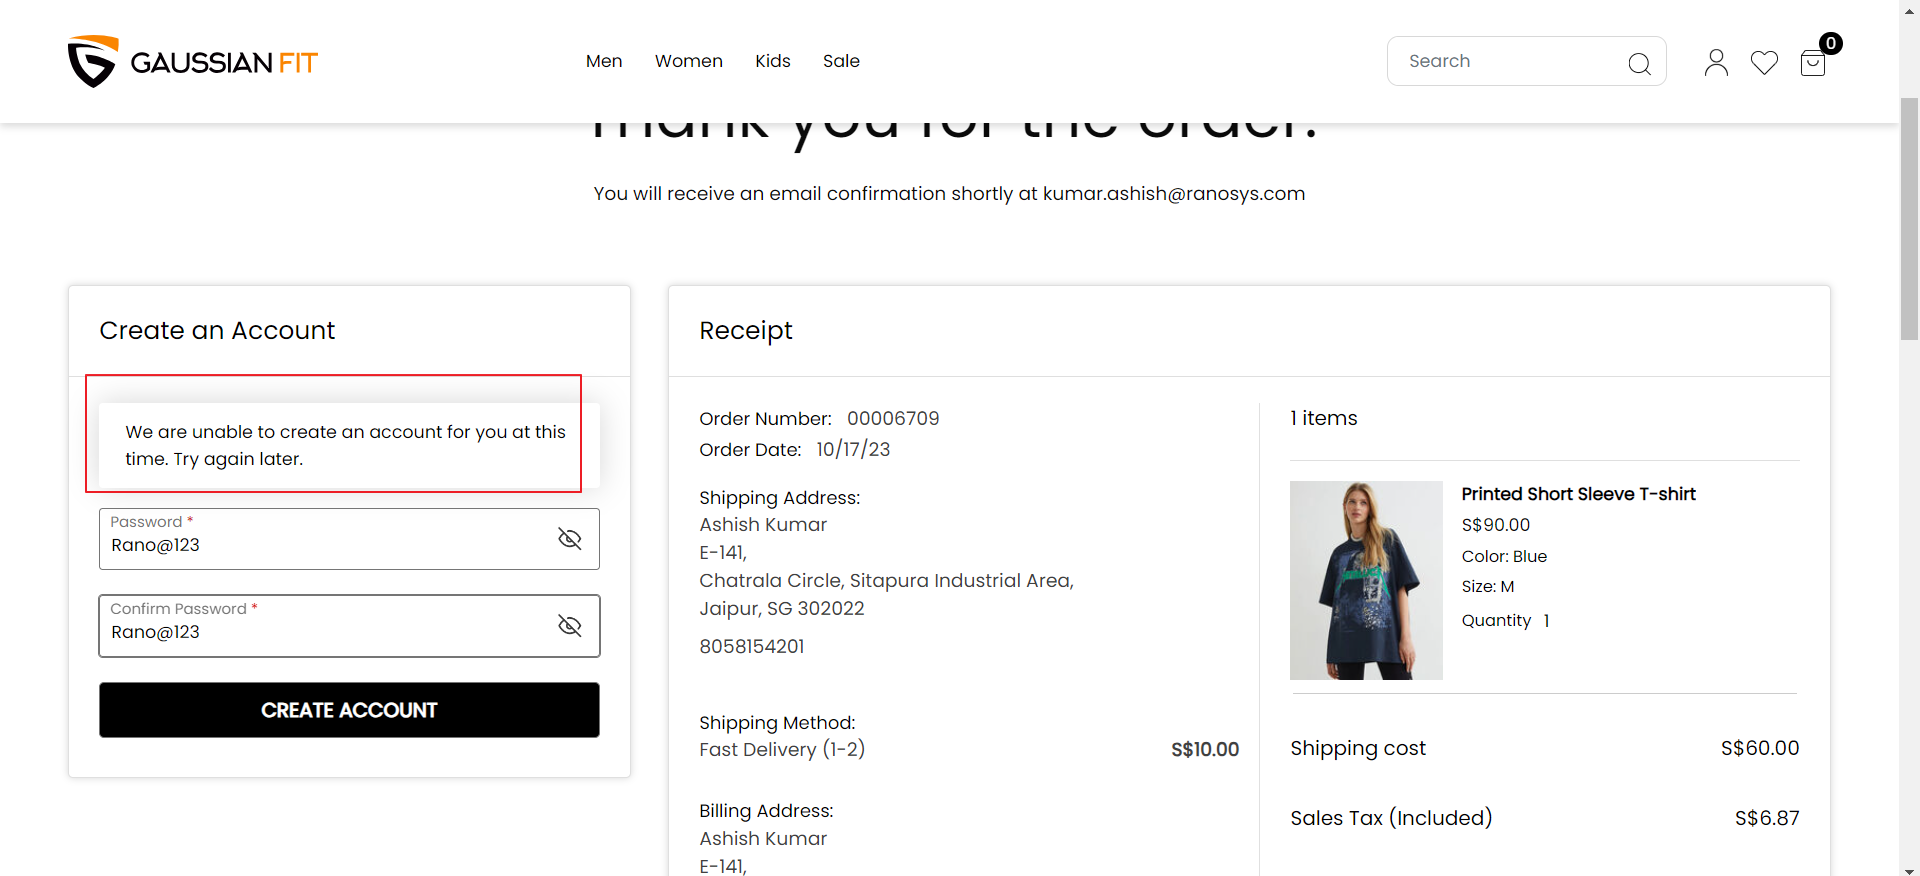 GAUSSIAN FIT
Men Women Kids Sale
Search
0
Thank you for the order.
You will receive an email confirmation shortly at kumar.ashish@ranosys.com
Create an Account
We are unable to create an account for you at this
time. Try again later.
Password *
Rano@123
Confirm Password *
Rano@123
CREATE ACCOUNT
Receipt
Order Number: 00006709
Order Date: 10/17/23
Shipping Address:
Ashish Kumar
E-141,
Chatrala Circle, Sitapura Industrial Area,
Jaipur, SG 302022
8058154201
Shipping Method:
Fast Delivery (1-2) S$10.00
Billing Address:
Ashish Kumar
E-141,
1 items
Printed Short Sleeve T-shirt
S$90.00
Color: Blue
Size: M
Quantity 1
Shipping cost S$60.00
Sales Tax (Included) S$6.87